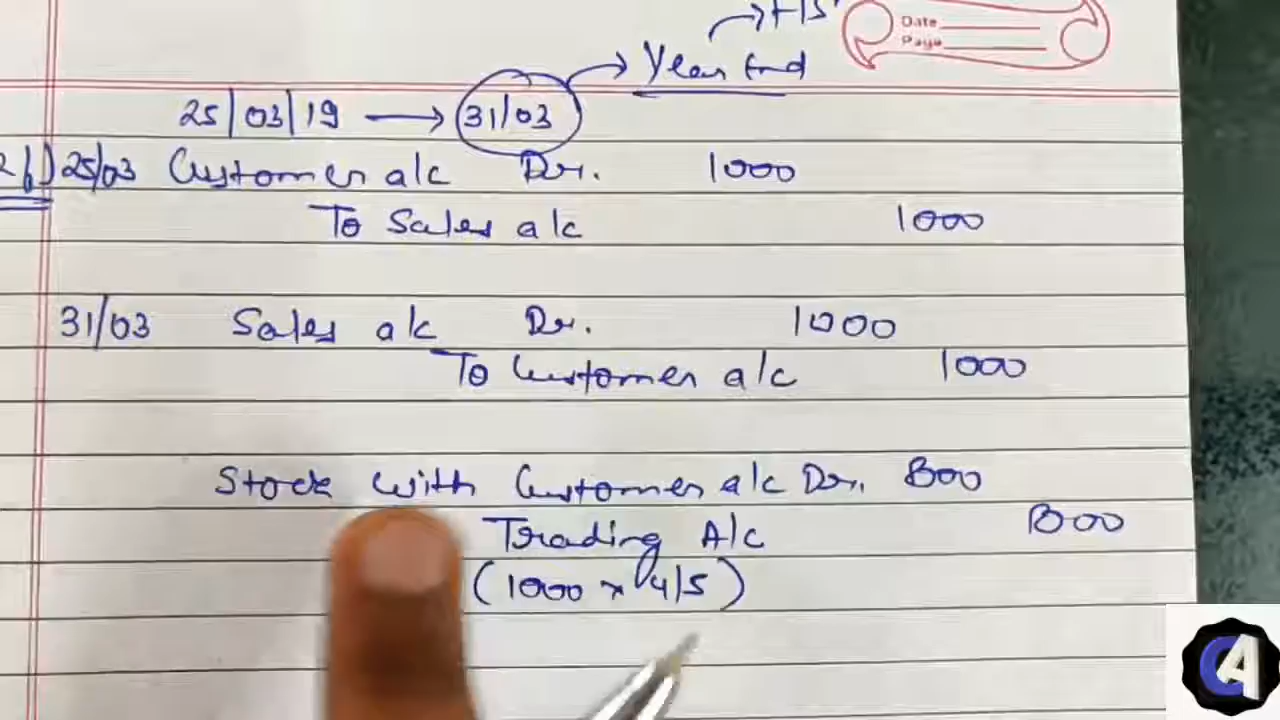 → F/S
Date
Page
→ Year End
25/03/19 → 31/03
25/03 Customer a/c Dr. 1000
To Sales a/c 1000
31/03 Sales a/c Dr. 1000
To Customer a/c 1000
Stock with Customer a/c Dr. 800
Trading A/c 800
(1000 x 4/5)
CA